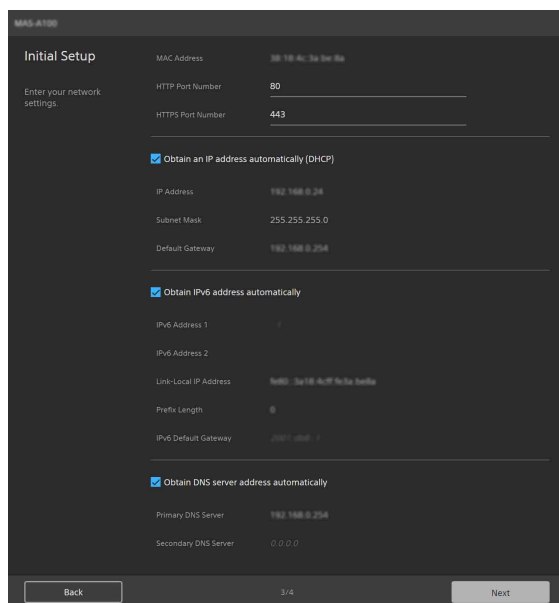 MAS-A100
Initial Setup
Enter your network
settings.
MAC Address
HTTP Port Number 80
HTTPS Port Number 443
Obtain an IP address automatically (DHCP)
IP Address 192.168.0.24
Subnet Mask 255.255.255.0
Default Gateway 192.168.0.254
Obtain IPv6 address automatically
IPv6 Address 1
IPv6 Address 2
Link-Local IP Address
Prefix Length 0
IPv6 Default Gateway
Obtain DNS server address automatically
Primary DNS Server 192.168.0.254
Secondary DNS Server 0.0.0.0
Back 3/4 Next